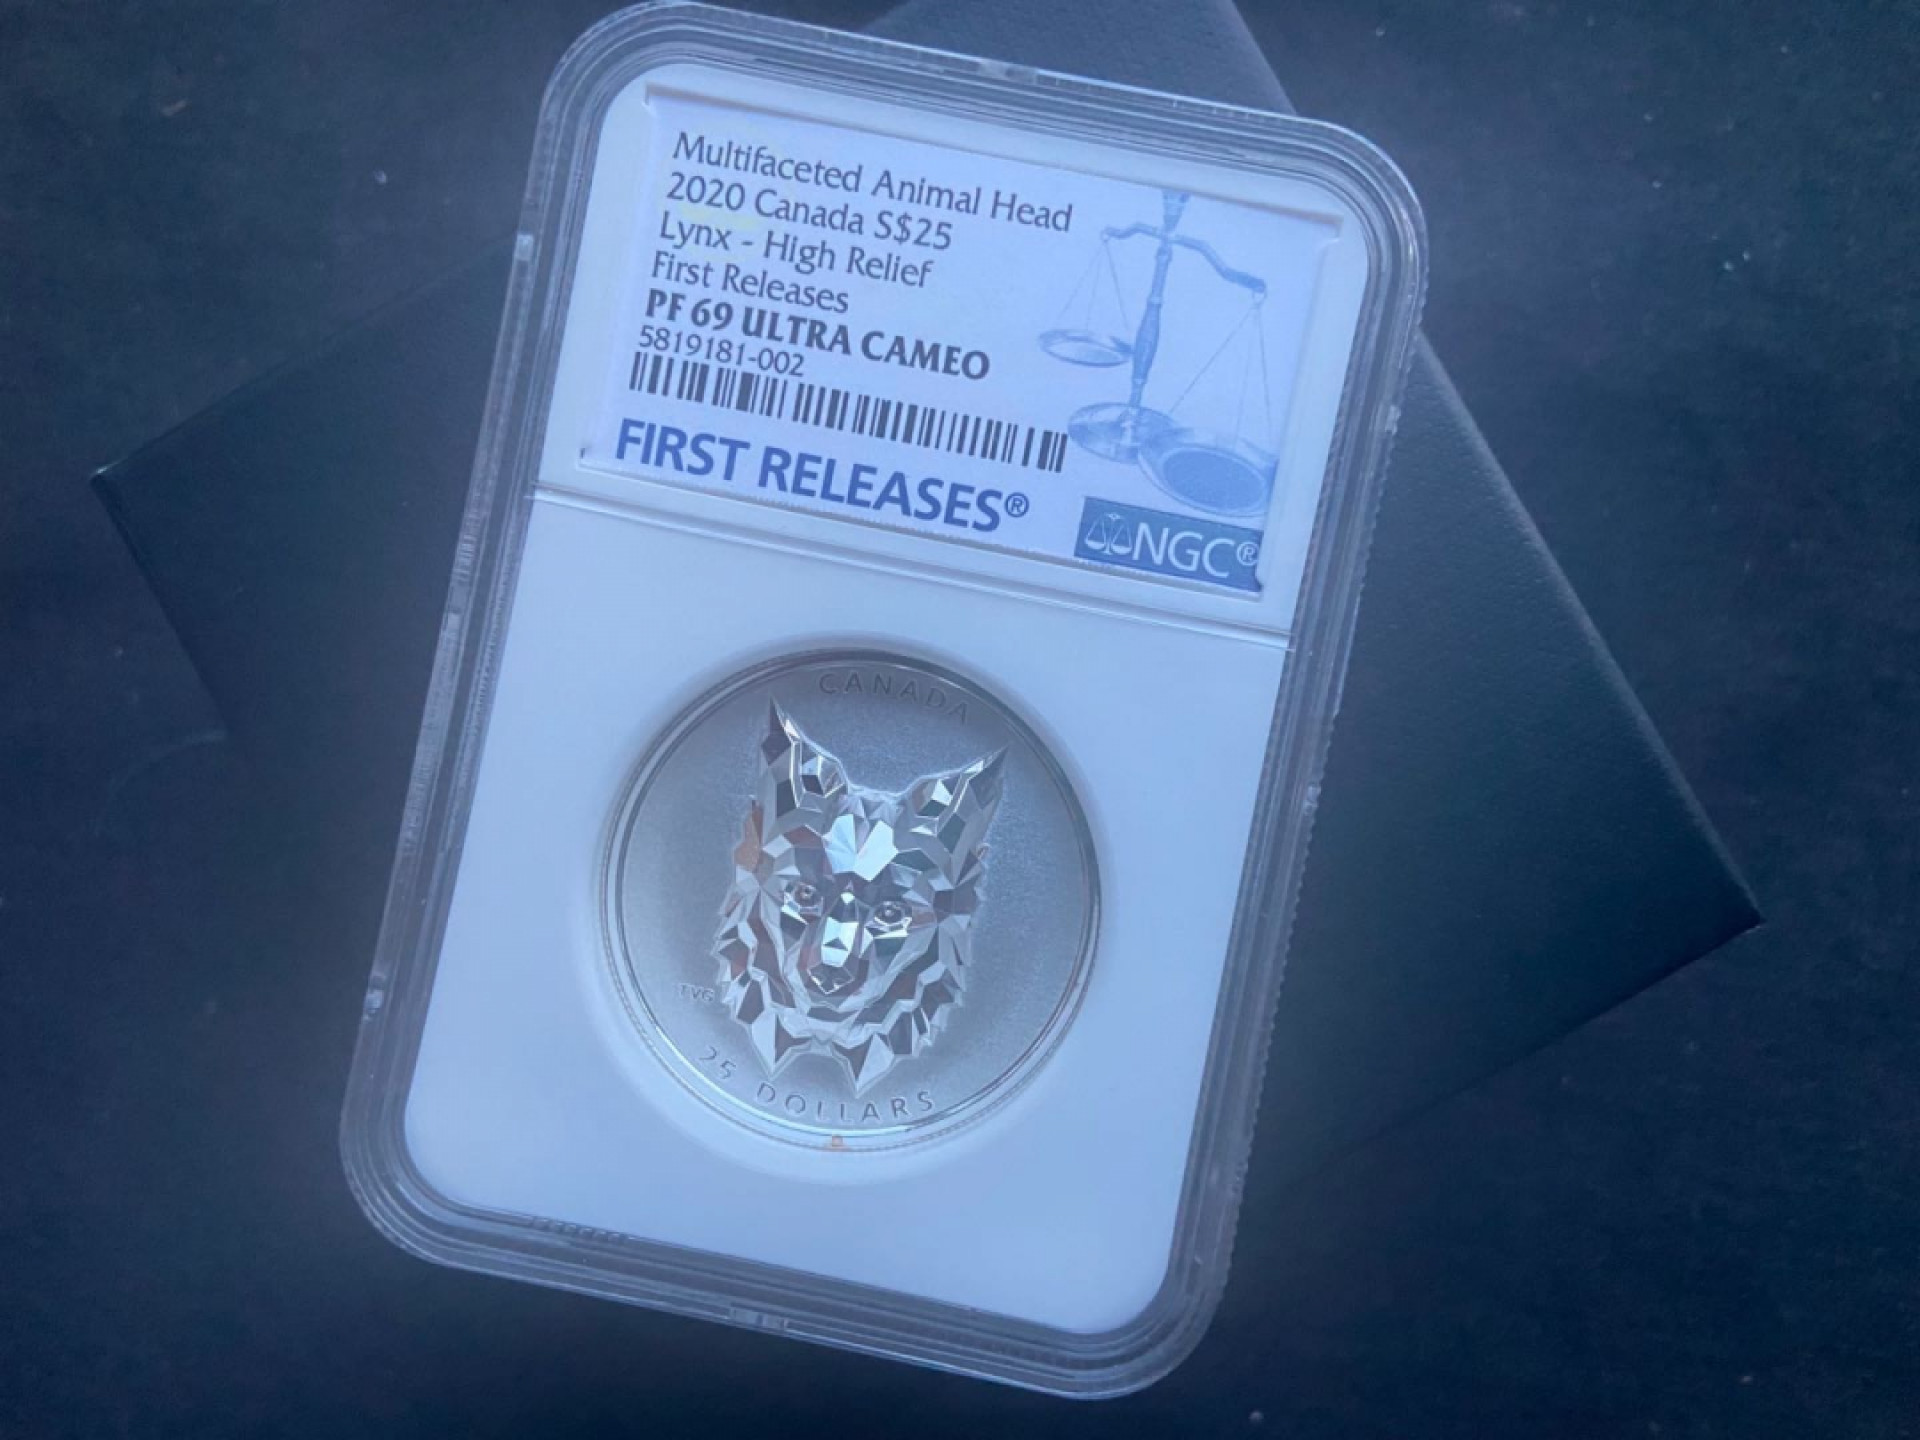 Multifaceted Animal Head
2020 Canada S$25
Lynx - High Relief
First Releases
PF 69 ULTRA CAMEO
5819181-002
FIRST RELEASES®
NGC®
CANADA
TVG
25 DOLLARS